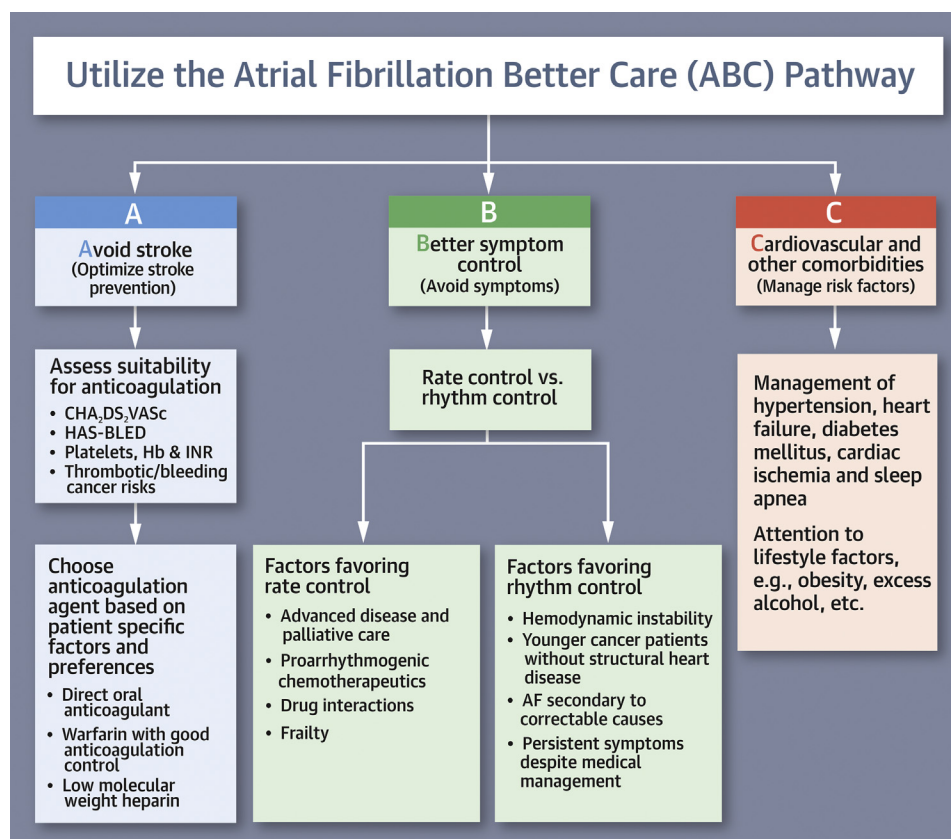 Utilize the Atrial Fibrillation Better Care (ABC) Pathway
A
Avoid stroke
(Optimize stroke
prevention)
Assess suitability
for anticoagulation
• CHA₂DS₂VASc
• HAS-BLED
• Platelets, Hb & INR
• Thrombotic/bleeding
cancer risks
Choose
anticoagulation
agent based on
patient specific
factors and
preferences
• Direct oral
anticoagulant
• Warfarin with good
anticoagulation
control
• Low molecular
weight heparin
B
Better symptom
control
(Avoid symptoms)
Rate control vs.
rhythm control
Factors favoring
rate control
• Advanced disease and
palliative care
• Proarrhythmogenic
chemotherapeutics
• Drug interactions
• Frailty
Factors favoring
rhythm control
• Hemodynamic instability
• Younger cancer patients
without structural heart
disease
• AF secondary to
correctable causes
• Persistent symptoms
despite medical
management
C
Cardiovascular and
other comorbidities
(Manage risk factors)
Management of
hypertension, heart
failure, diabetes
mellitus, cardiac
ischemia and sleep
apnea
Attention to
lifestyle factors,
e.g., obesity, excess
alcohol, etc.